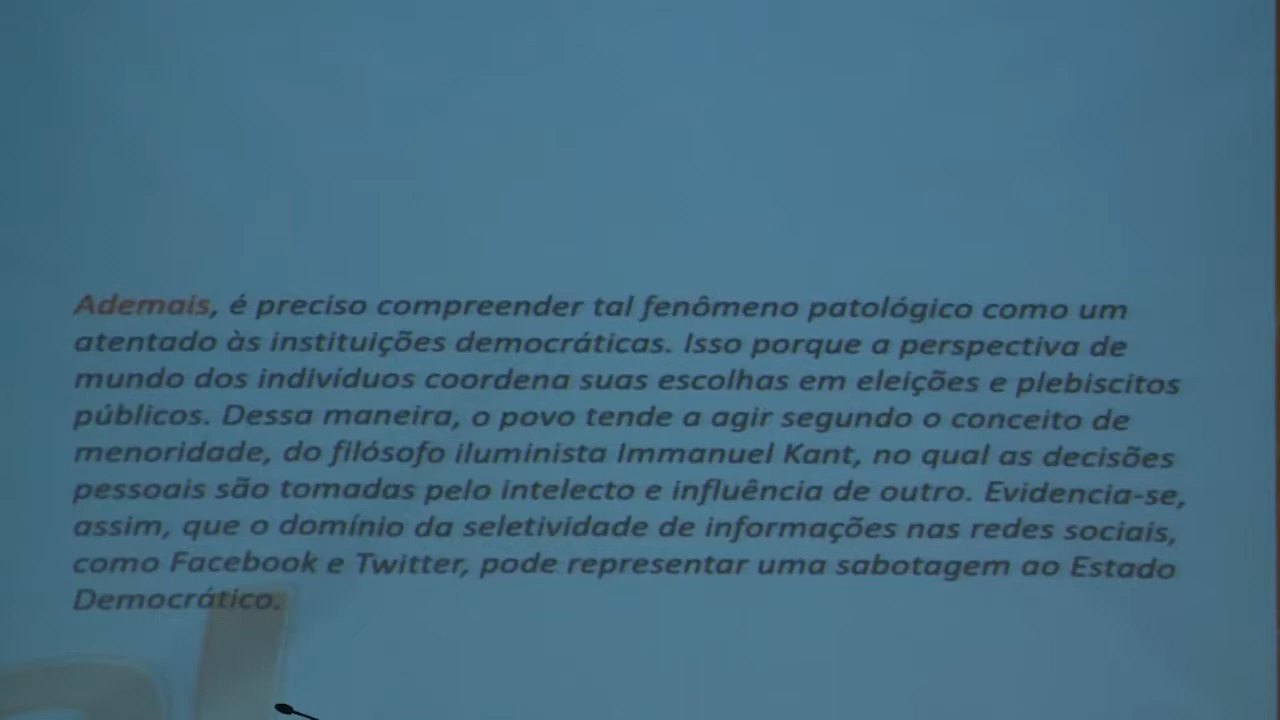 Ademais, é preciso compreender tal fenômeno patológico como um
atentado às instituições democráticas. Isso porque a perspectiva de
mundo dos indivíduos coordena suas escolhas em eleições e plebiscitos
públicos. Dessa maneira, o povo tende a agir segundo o conceito de
menoridade, do filósofo iluminista Immanuel Kant, no qual as decisões
pessoais são tomadas pelo intelecto e influência de outro. Evidencia-se,
assim, que o domínio da seletividade de informações nas redes sociais,
como Facebook e Twitter, pode representar uma sabotagem ao Estado
Democrático.